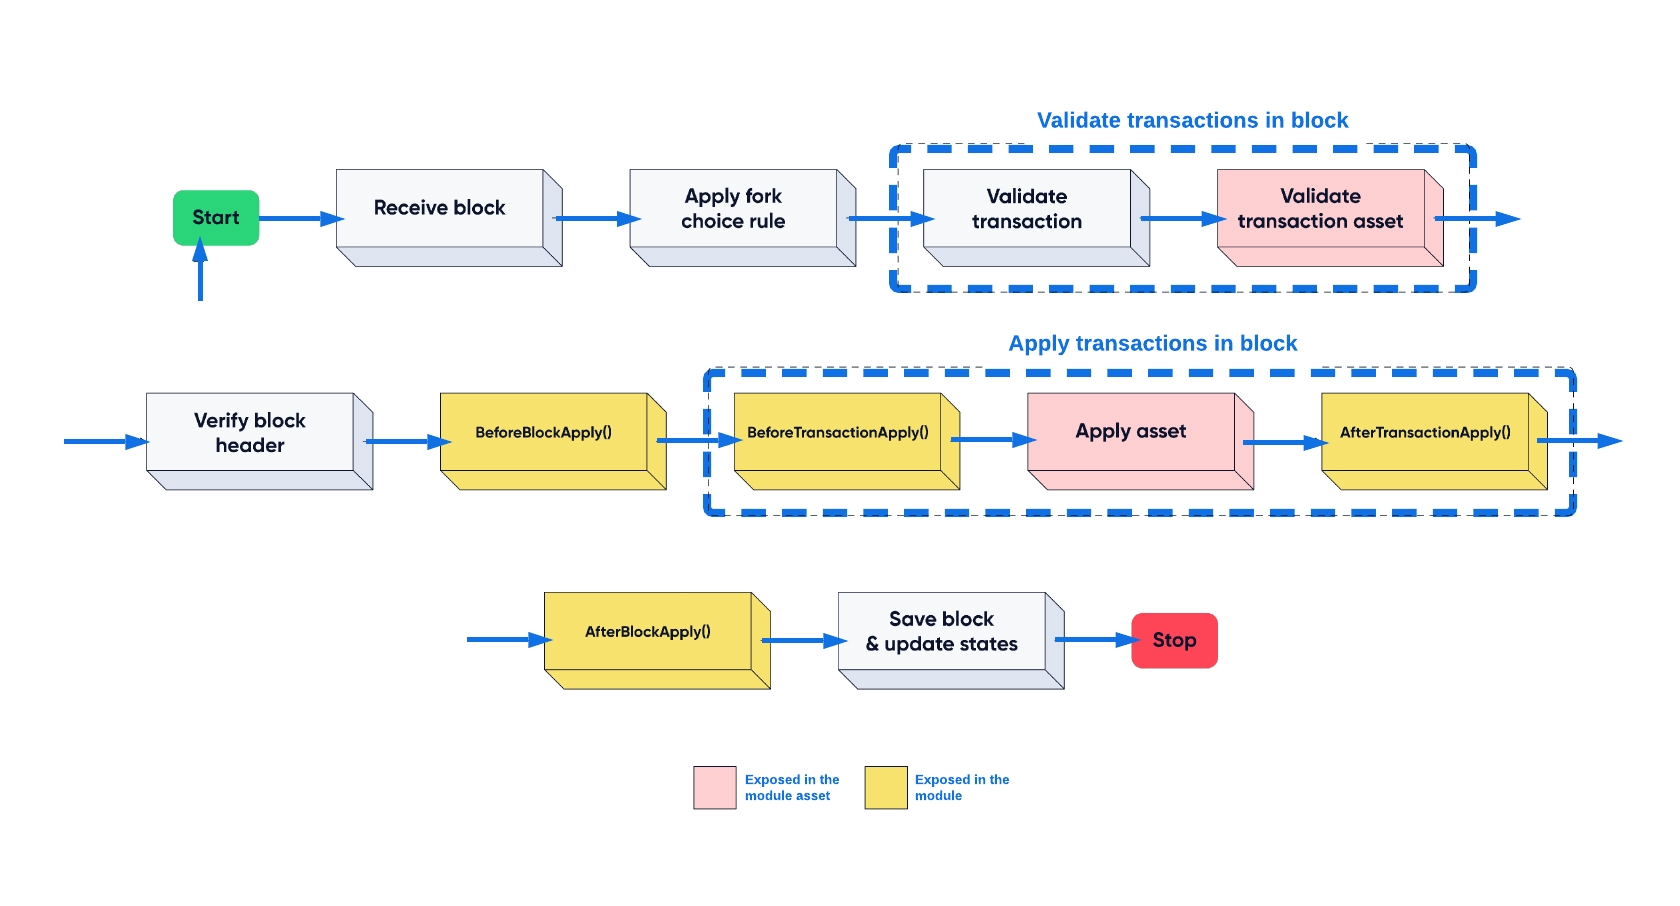 Validate transactions in block
Start
Receive block
Apply fork
choice rule
Validate
transaction
Validate
transaction asset
Apply transactions in block
Verify block
header
BeforeBlockApply()
BeforeTransactionApply()
Apply asset
AfterTransactionApply()
AfterBlockApply()
Save block
& update states
Stop
Exposed in the
module asset
Exposed in the
module